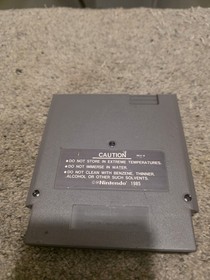 CAUTION
•DO NOT STORE IN EXTREME TEMPERATURES.
•DO NOT IMMERSE IN WATER.
•DO NOT CLEAN WITH BENZENE, THINNER,
ALCOHOL OR OTHER SUCH SOLVENTS.
©Nintendo 1985